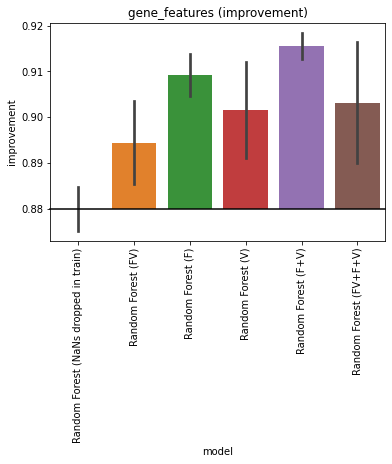 gene_features (improvement)
0.92
0.91
0.90
0.89
0.88
improvement
Random Forest (NaNs dropped in train)
Random Forest (FV)
Random Forest (F)
Random Forest (V)
Random Forest (F+V)
Random Forest (FV+F+V)
model